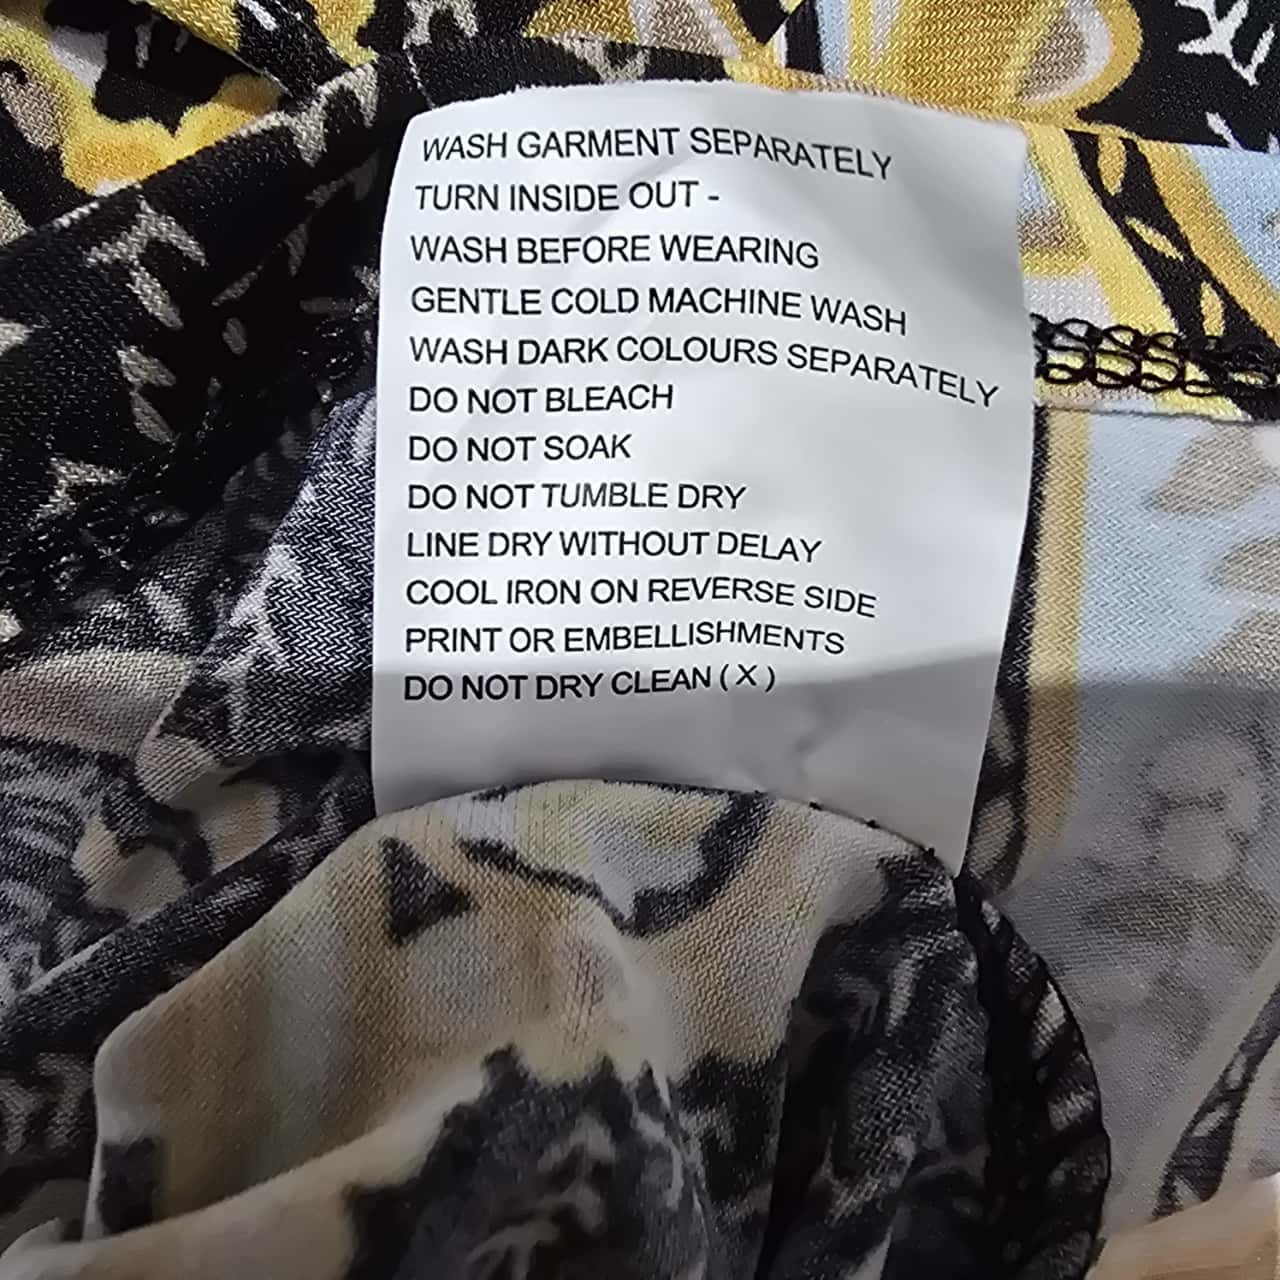 WASH GARMENT SEPARATELY
TURN INSIDE OUT -
WASH BEFORE WEARING
GENTLE COLD MACHINE WASH
WASH DARK COLOURS SEPARATELY
DO NOT BLEACH
DO NOT SOAK
DO NOT TUMBLE DRY
LINE DRY WITHOUT DELAY
COOL IRON ON REVERSE SIDE
PRINT OR EMBELLISHMENTS
DO NOT DRY CLEAN (X)